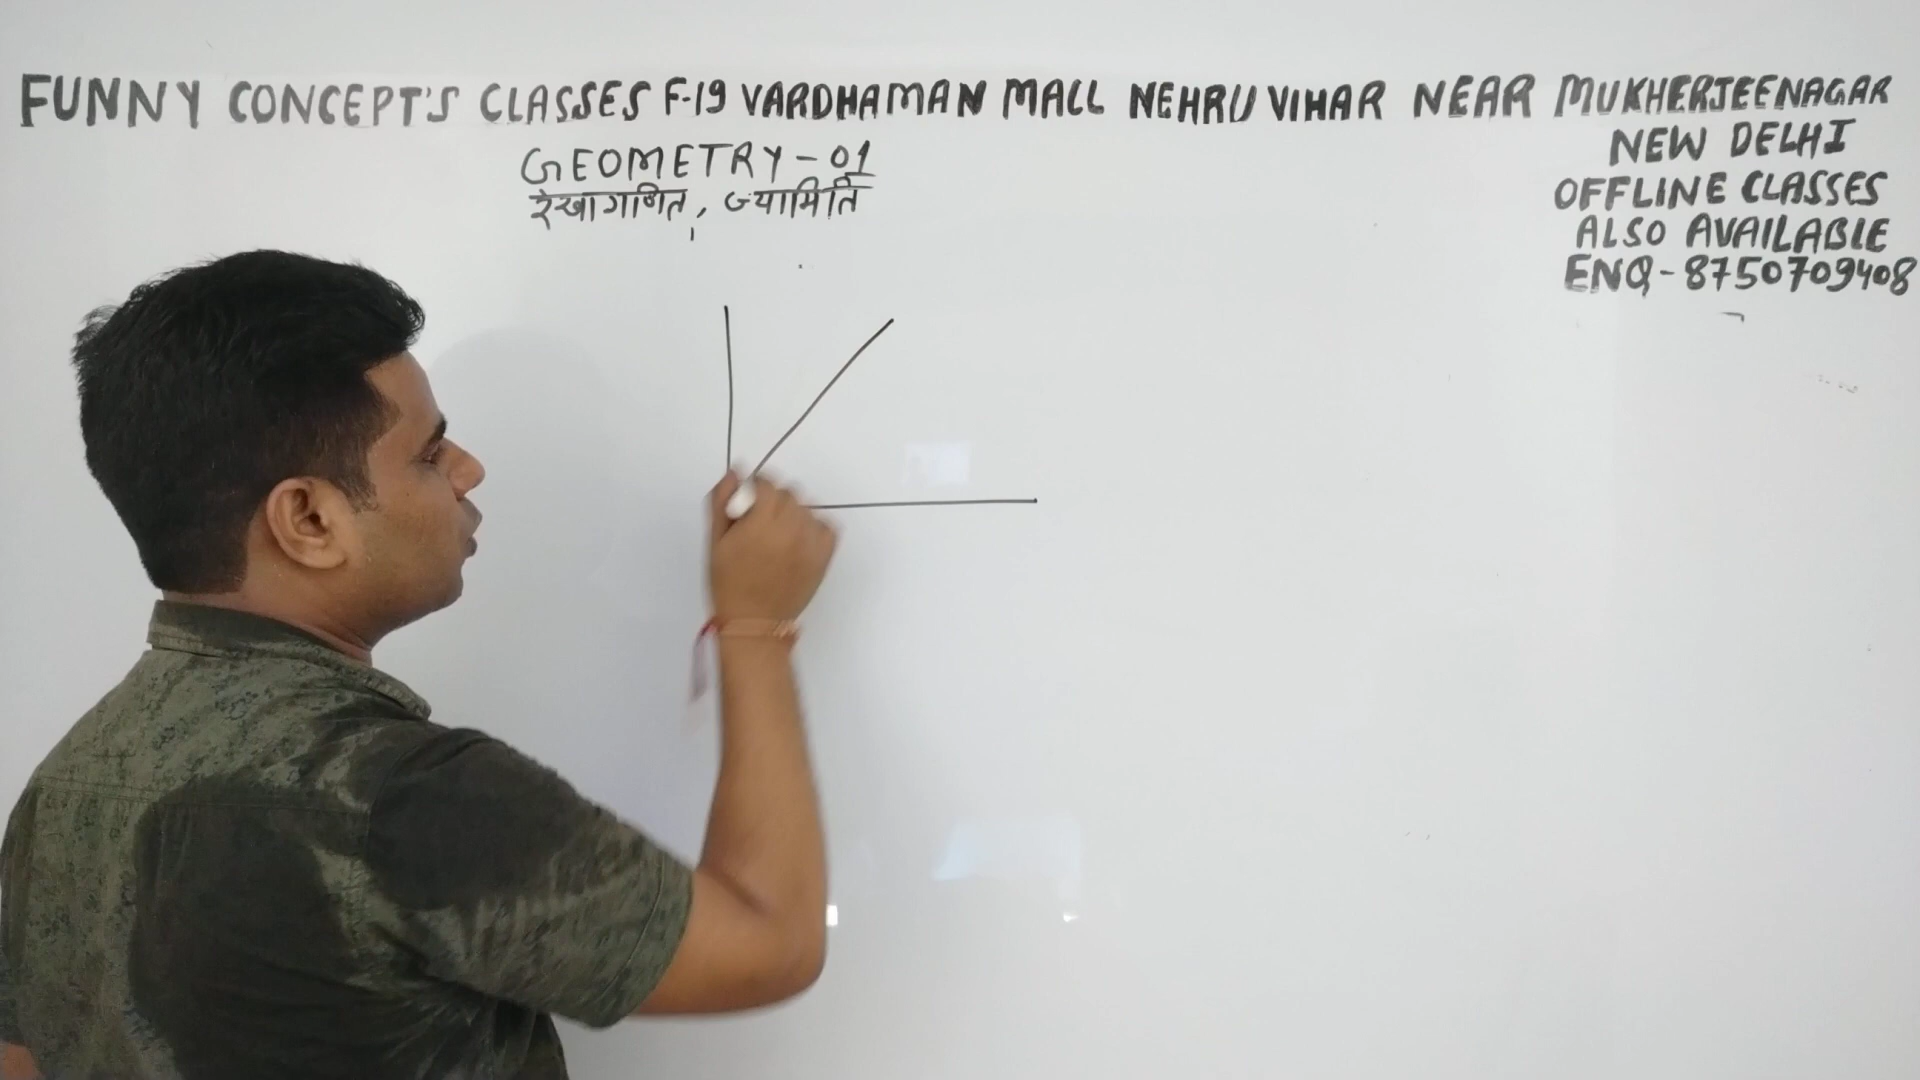 FUNNY CONCEPT'S CLASSES F-19 VARDHAMAN MALL NEHRU VIHAR NEAR MUKHERJEENAGAR
NEW DELHI
OFFLINE CLASSES
ALSO AVAILABLE
ENQ-8750709408
GEOMETRY-01
रेखागणित, ज्यामिति